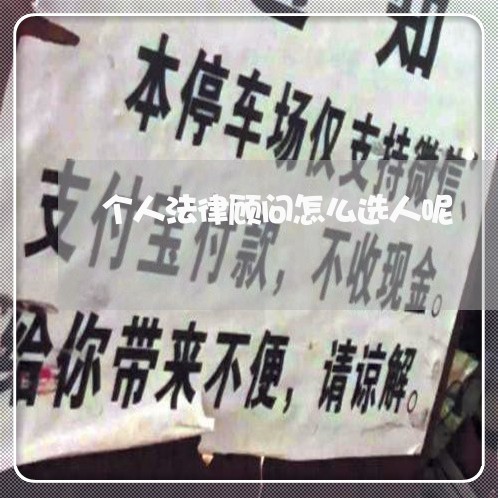 通知
本停车场仅支持微信、
个人法律顾问怎么选人呢
支付宝付款，不收现金。
给你带来不便，请谅解。